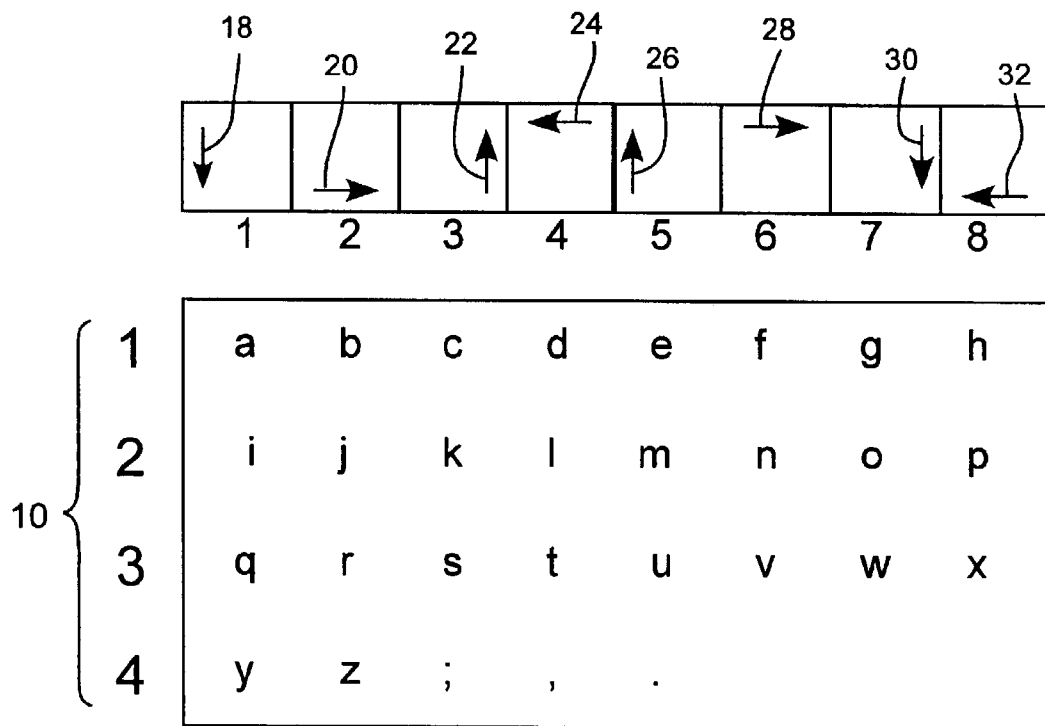 18 20 22 24 26 28 30 32
1 2 3 4 5 6 7 8
10
1 a b c d e f g h
2 i j k l m n o p
3 q r s t u v w x
4 y z ; , .